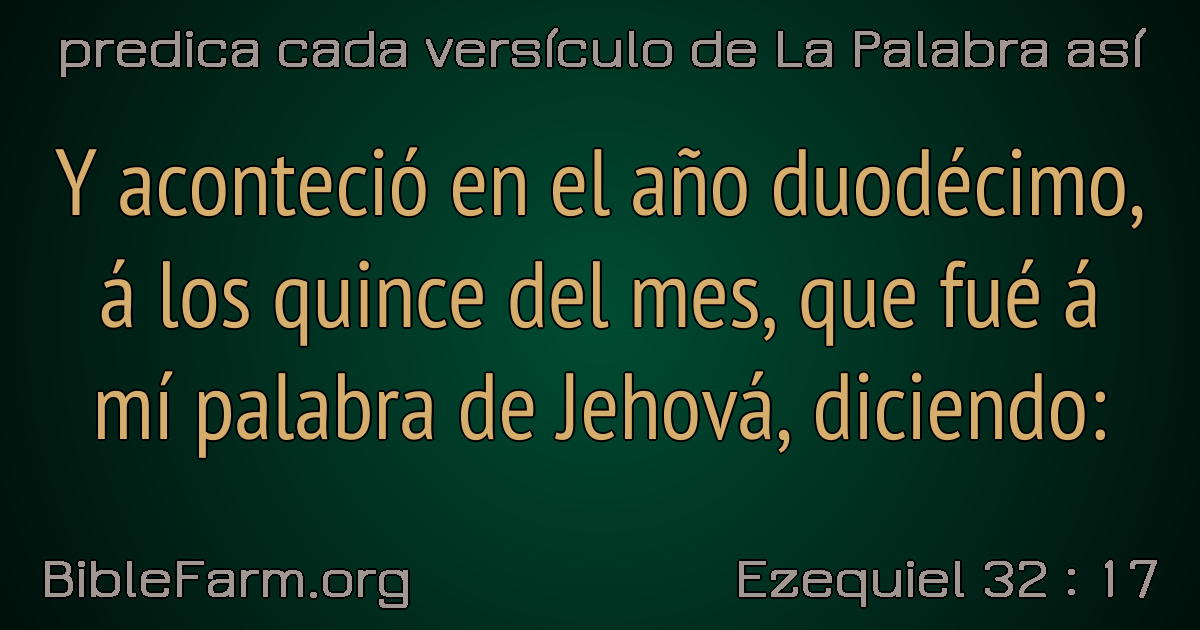 predica cada versículo de La Palabra así
Y aconteció en el año duodécimo,
á los quince del mes, que fué á
mí palabra de Jehová, diciendo:
BibleFarm.org
Ezequiel 32 : 17